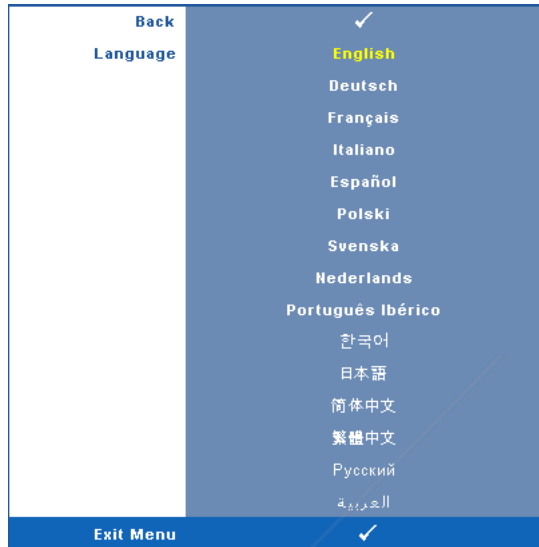 Back ✓
Language English
Deutsch
Français
Italiano
Español
Polski
Svenska
Nederlands
Português Ibérico
한국어
日本語
简体中文
繁體中文
Русский
العربية
Exit Menu ✓